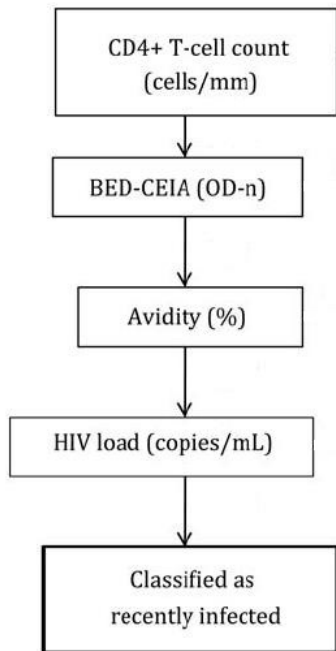 CD4+ T-cell count
(cells/mm)
BED-CEIA (OD-n)
Avidity (%)
HIV load (copies/mL)
Classified as
recently infected